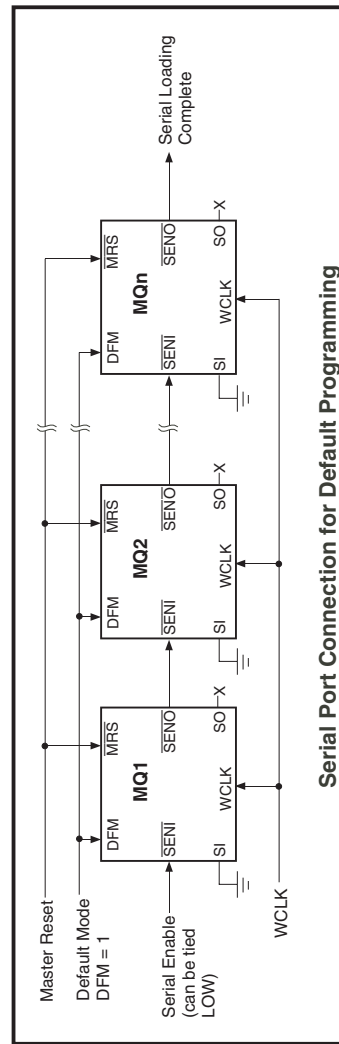 Master Reset
Default Mode
DFM = 1
Serial Enable
(can be tied
LOW)
DFM
MRS
MQ1
SENI
SENO
SI
WCLK
SO
X
DFM
MRS
MQ2
SENI
SENO
SI
WCLK
SO
X
DFM
MRS
MQn
SENI
SENO
SI
WCLK
SO
X
Serial Loading
Complete
WCLK
Serial Port Connection for Default Programming